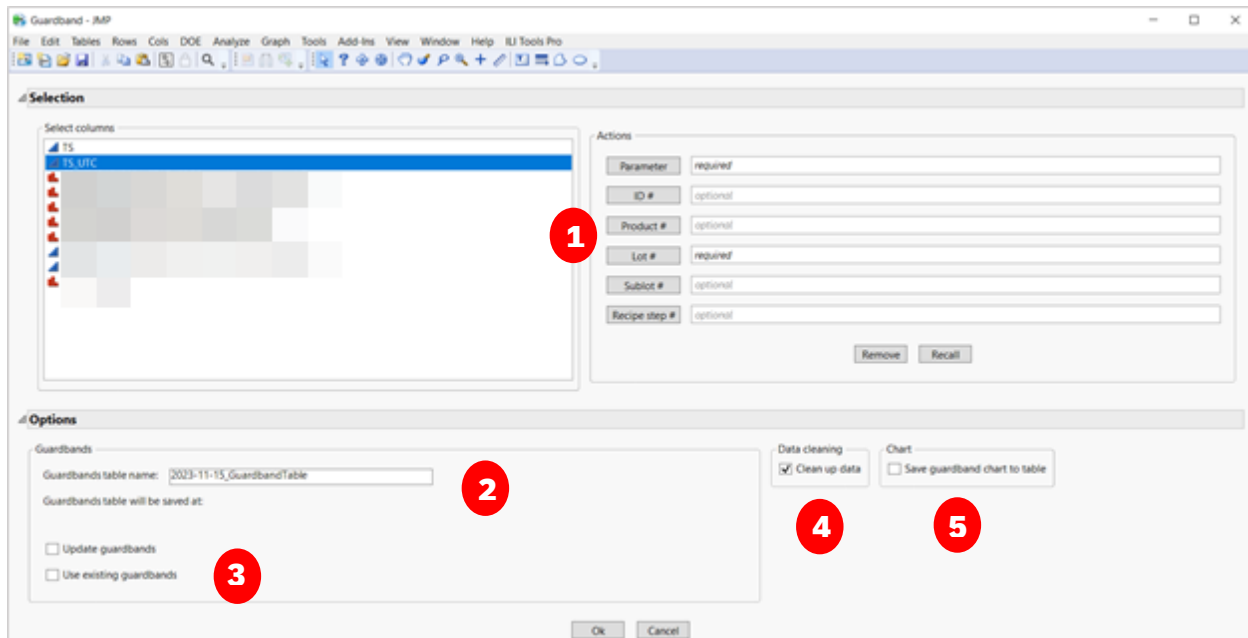 Guardband - JMP
File Edit Tables Rows Cols DOE Analyze Graph Tools Add-Ins View Window Help ILI Tools Pro
Selection
Select columns
TS
TS_UTC
Actions
Parameter required
ID # optional
Product # optional
1
Lot # required
Sublot # optional
Recipe step # optional
Remove Recall
Options
Guardbands
Guardbands table name: 2023-11-15_GuardbandTable
2
Guardbands table will be saved at:
Update guardbands
Use existing guardbands
3
Data cleaning
Clean up data
4
Chart
Save guardband chart to table
5
Ok Cancel